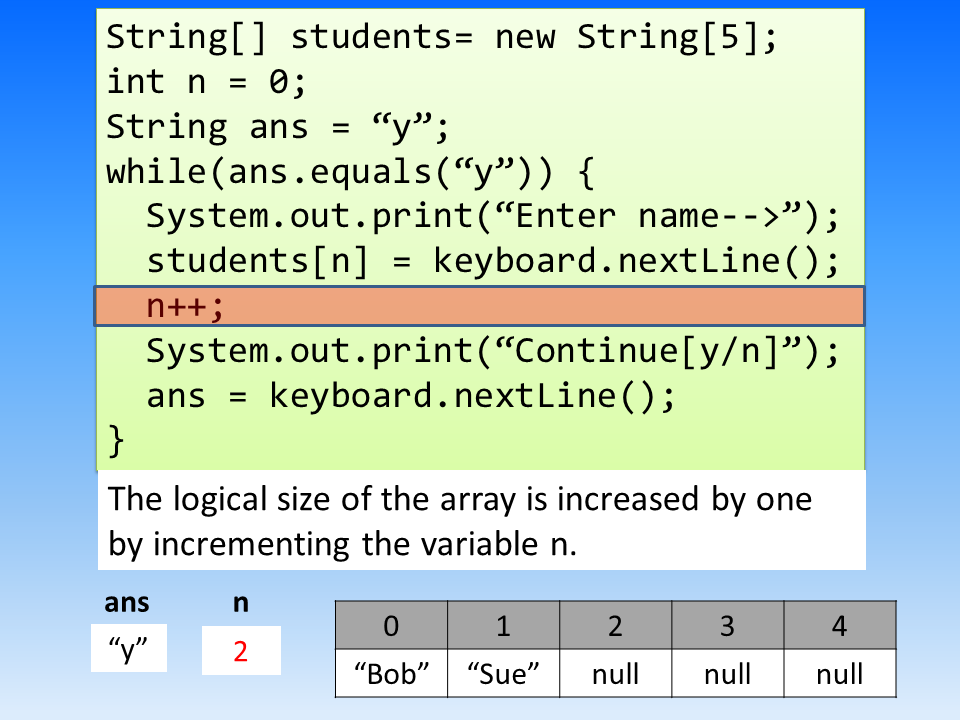 String[] students= new String[5];
int n = 0;
String ans = “y”;
while(ans.equals(“y”)) {
  System.out.print(“Enter name-->”);
  students[n] = keyboard.nextLine();
  n++;
  System.out.print(“Continue[y/n]”);
  ans = keyboard.nextLine();
}
The logical size of the array is increased by one
by incrementing the variable n.
ans n
“y” 2
0 1 2 3 4
“Bob” “Sue” null null null